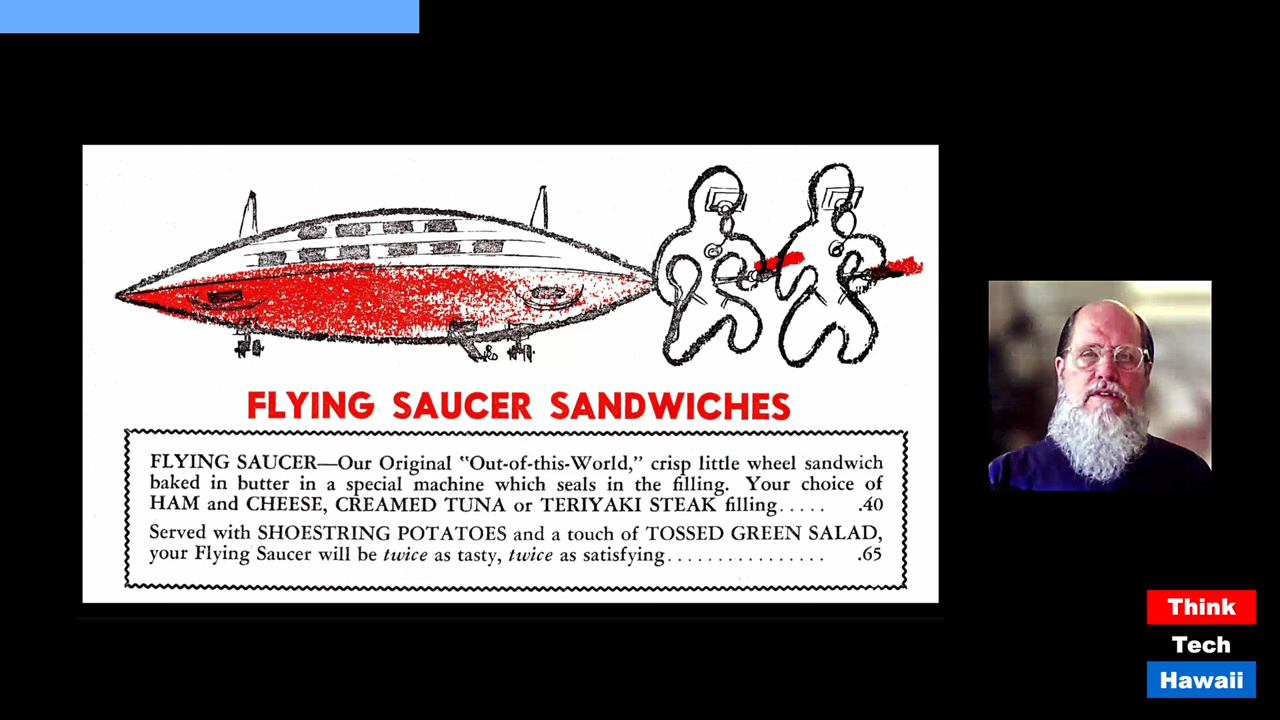 FLYING SAUCER SANDWICHES
FLYING SAUCER—Our Original "Out-of-this-World," crisp little wheel sandwich
baked in butter in a special machine which seals in the filling. Your choice of
HAM and CHEESE, CREAMED TUNA or TERIYAKI STEAK filling..... .40
Served with SHOESTRING POTATOES and a touch of TOSSED GREEN SALAD,
your Flying Saucer will be twice as tasty, twice as satisfying................ .65
Think
Tech
Hawaii